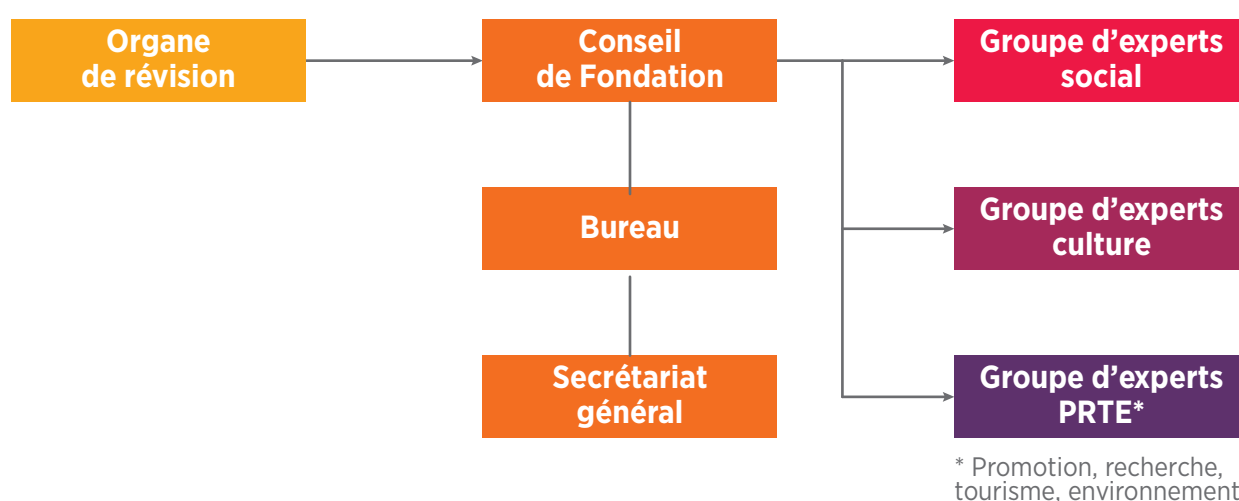 Organe
de révision
Conseil
de Fondation
Groupe d’experts
social
Bureau
Groupe d’experts
culture
Secrétariat
général
Groupe d’experts
PRTE*
* Promotion, recherche,
tourisme, environnement